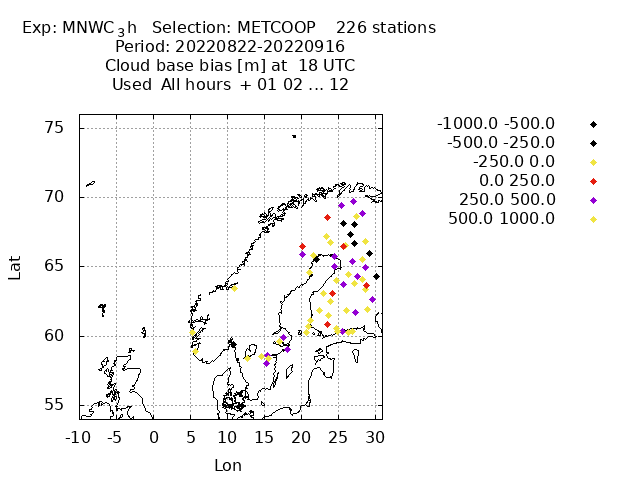 Exp: MNWC₃h   Selection: METCOOP    226 stations
Period: 20220822-20220916
Cloud base bias [m] at  18 UTC
Used  All hours  + 01 02 ... 12
-1000.0 -500.0
-500.0 -250.0
-250.0 0.0
0.0 250.0
250.0 500.0
500.0 1000.0
75
70
65
60
55
Lat
-10 -5 0 5 10 15 20 25 30
Lon